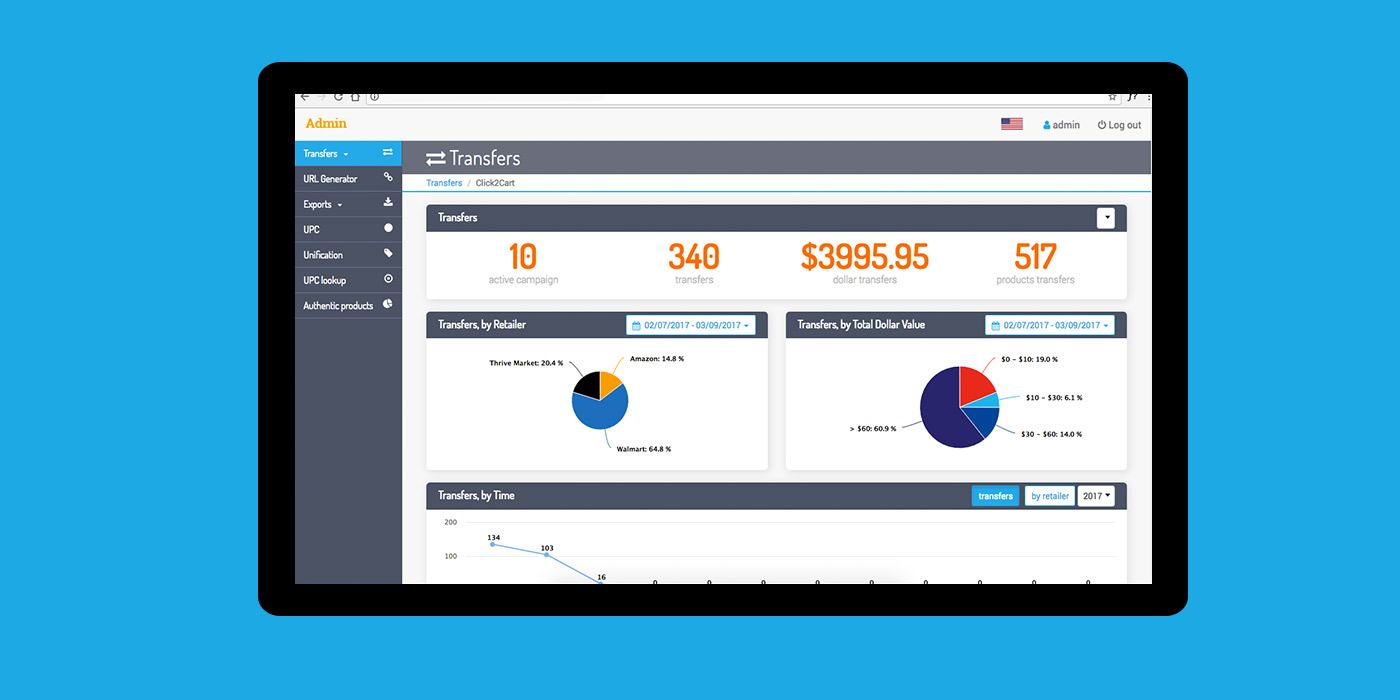 Admin
admin
Log out
Transfers
URL Generator
Exports
UPC
Unification
UPC lookup
Authentic products
Transfers
Transfers / Click2Cart
Transfers
10
active campaign
340
transfers
$3995.95
dollar transfers
517
products transfers
Transfers, by Retailer
02/07/2017 - 03/09/2017
Thrive Market: 20.4 %
Amazon: 14.8 %
Walmart: 64.8 %
Transfers, by Total Dollar Value
02/07/2017 - 03/09/2017
$0 - $10: 19.0 %
$10 - $30: 6.1 %
> $60: 60.9 %
$30 - $60: 14.0 %
Transfers, by Time
transfers
by retailer
2017
200
134
103
100
16
0 0 0 0 0 0 0 0 0